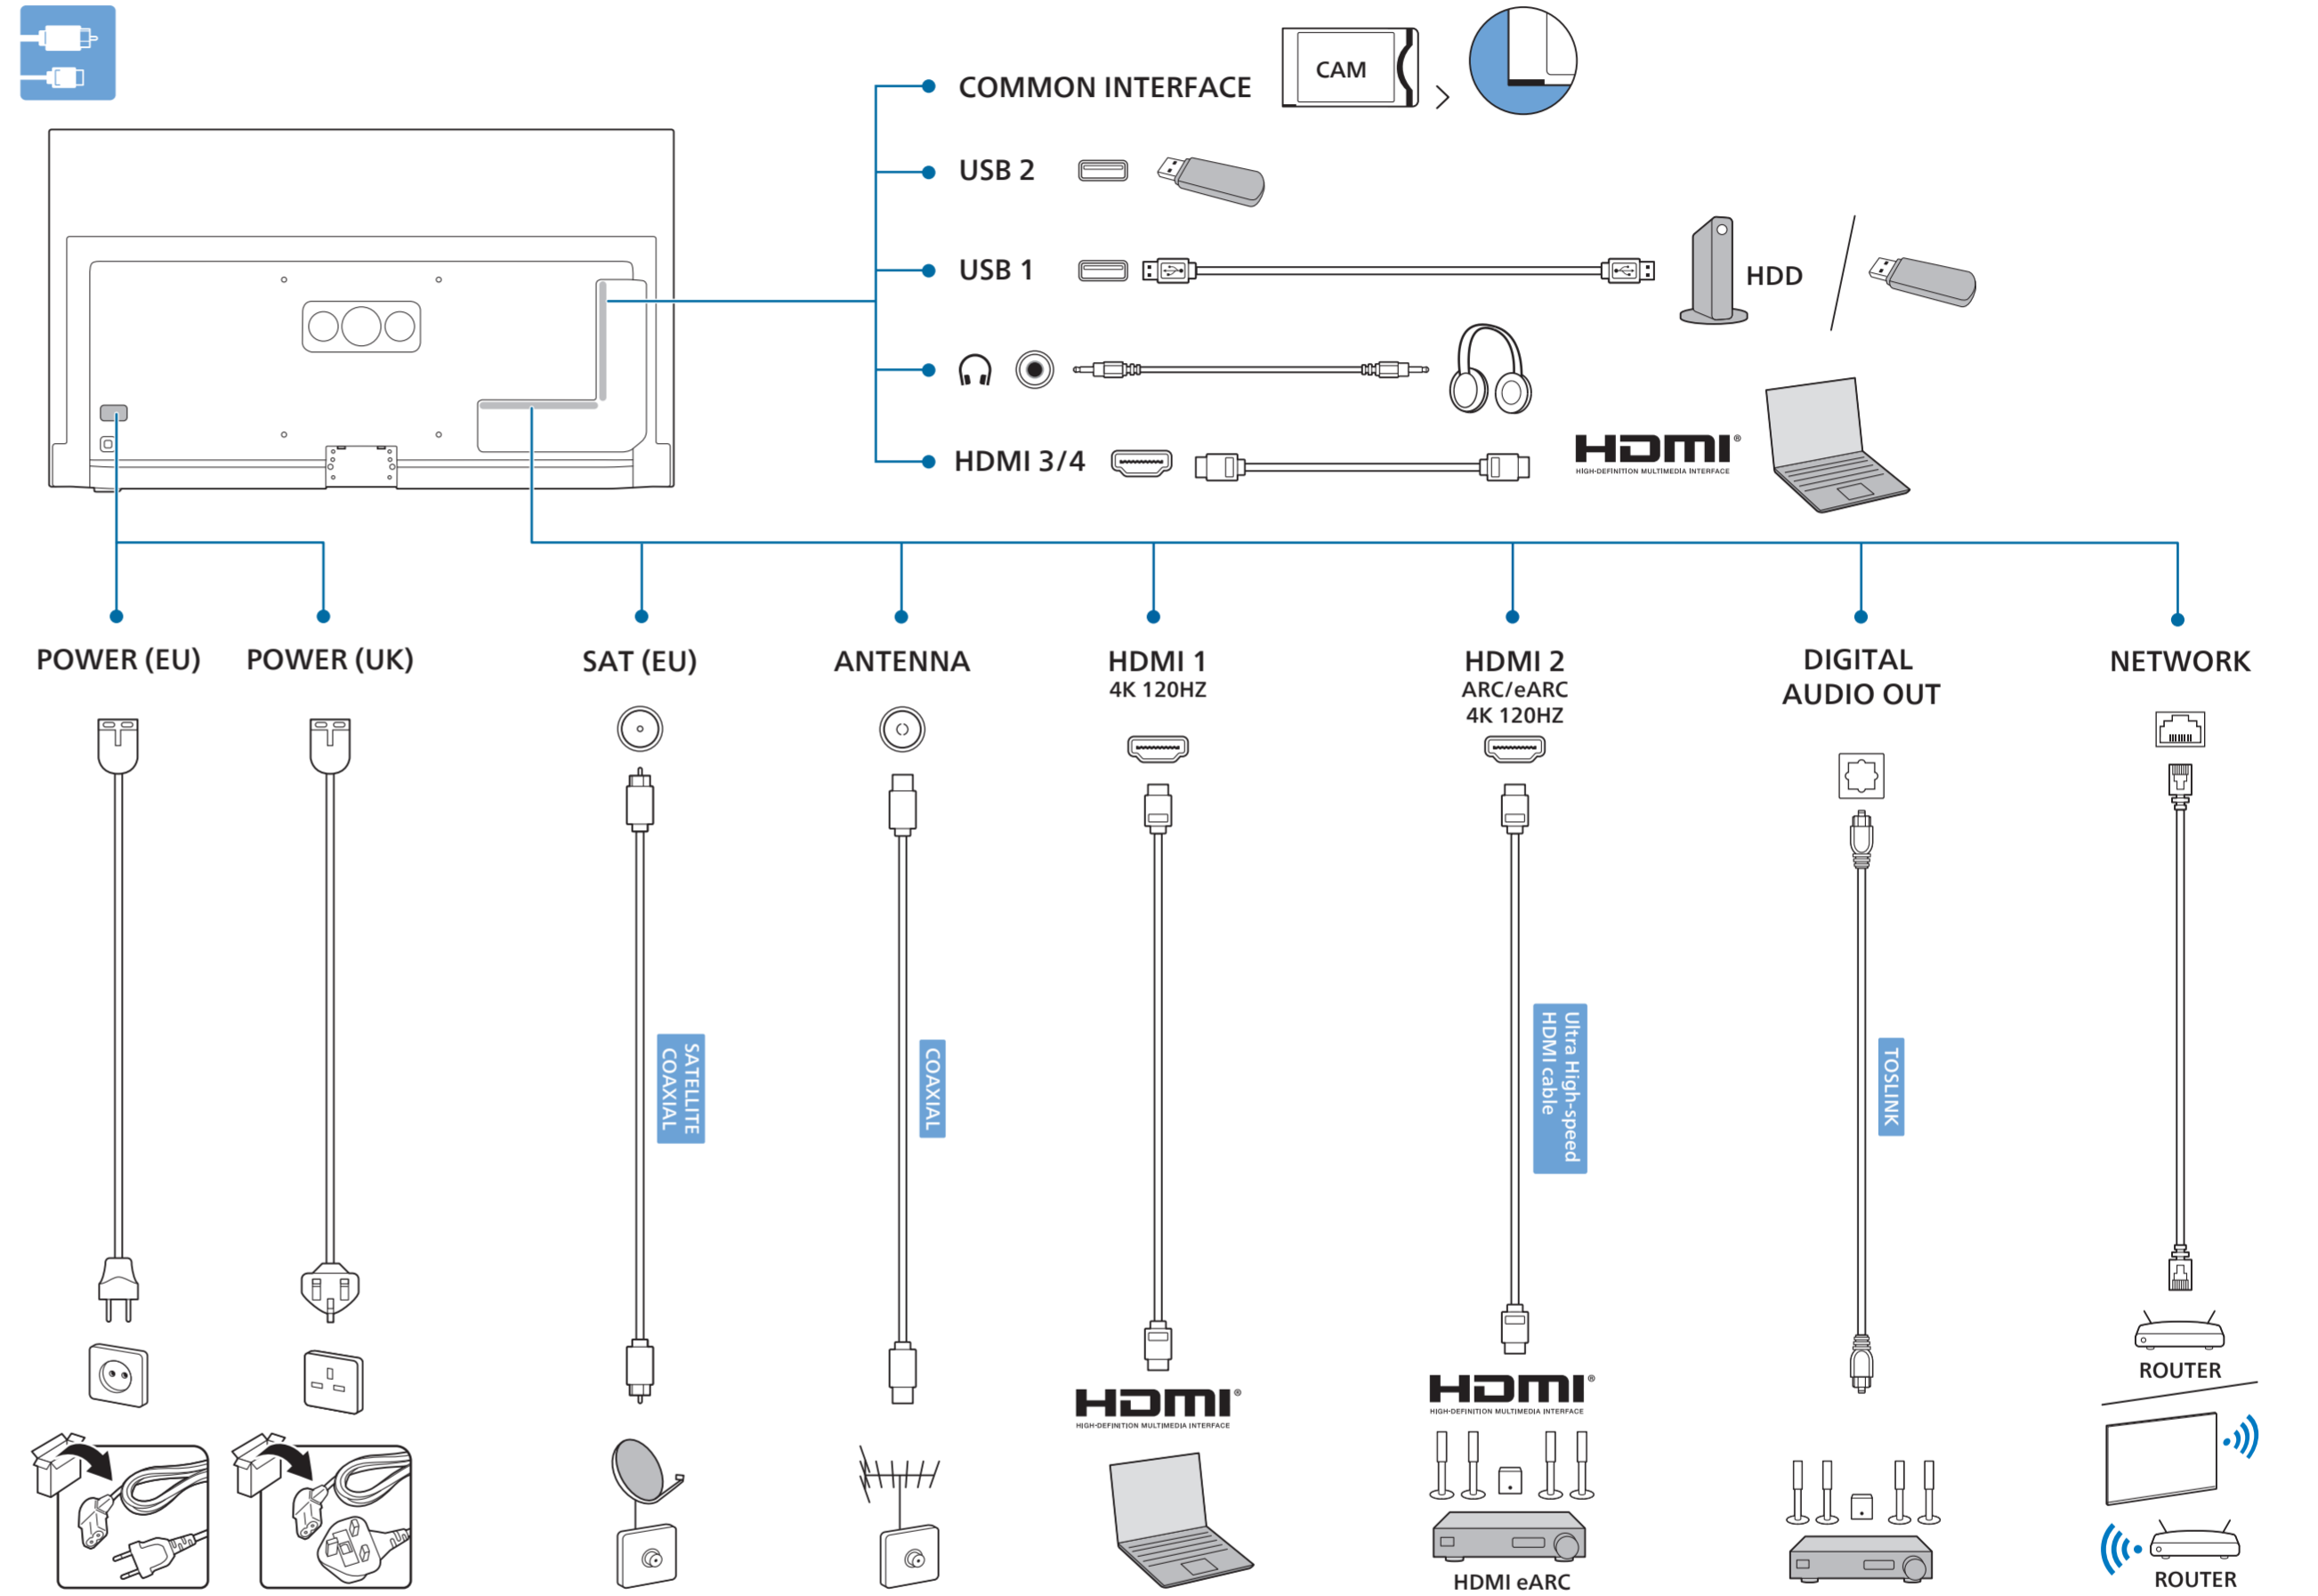 COMMON INTERFACE
CAM
USB 2
USB 1
HDD
HDMI 3/4
HDMI®
HIGH-DEFINITION MULTIMEDIA INTERFACE
POWER (EU)
POWER (UK)
SAT (EU)
ANTENNA
HDMI 1
4K 120HZ
HDMI 2
ARC/eARC
4K 120HZ
DIGITAL
AUDIO OUT
NETWORK
SATELLITE
COAXIAL
COAXIAL
Ultra High-speed
HDMI cable
TOSLINK
HDMI®
HIGH-DEFINITION MULTIMEDIA INTERFACE
HDMI®
HIGH-DEFINITION MULTIMEDIA INTERFACE
HDMI eARC
ROUTER
ROUTER